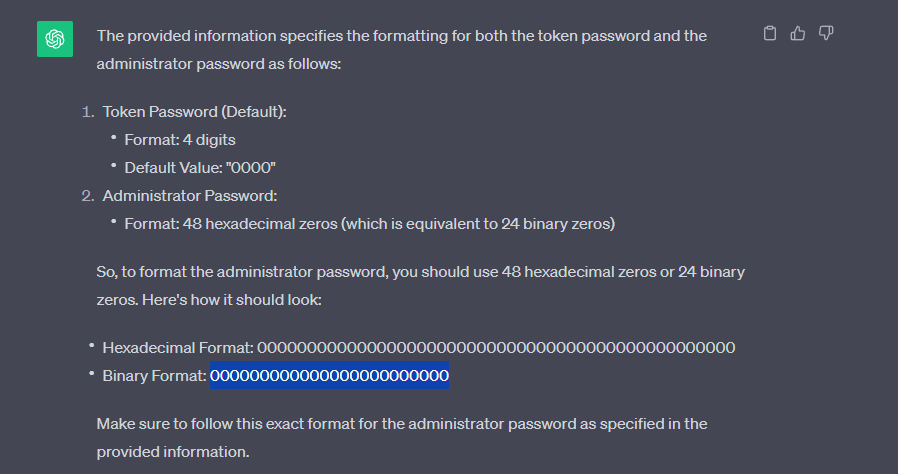 The provided information specifies the formatting for both the token password and the
administrator password as follows:
1. Token Password (Default):
• Format: 4 digits
• Default Value: "0000"
2. Administrator Password:
• Format: 48 hexadecimal zeros (which is equivalent to 24 binary zeros)
So, to format the administrator password, you should use 48 hexadecimal zeros or 24 binary
zeros. Here's how it should look:
• Hexadecimal Format: 000000000000000000000000000000000000000000000000
• Binary Format: 000000000000000000000000
Make sure to follow this exact format for the administrator password as specified in the
provided information.